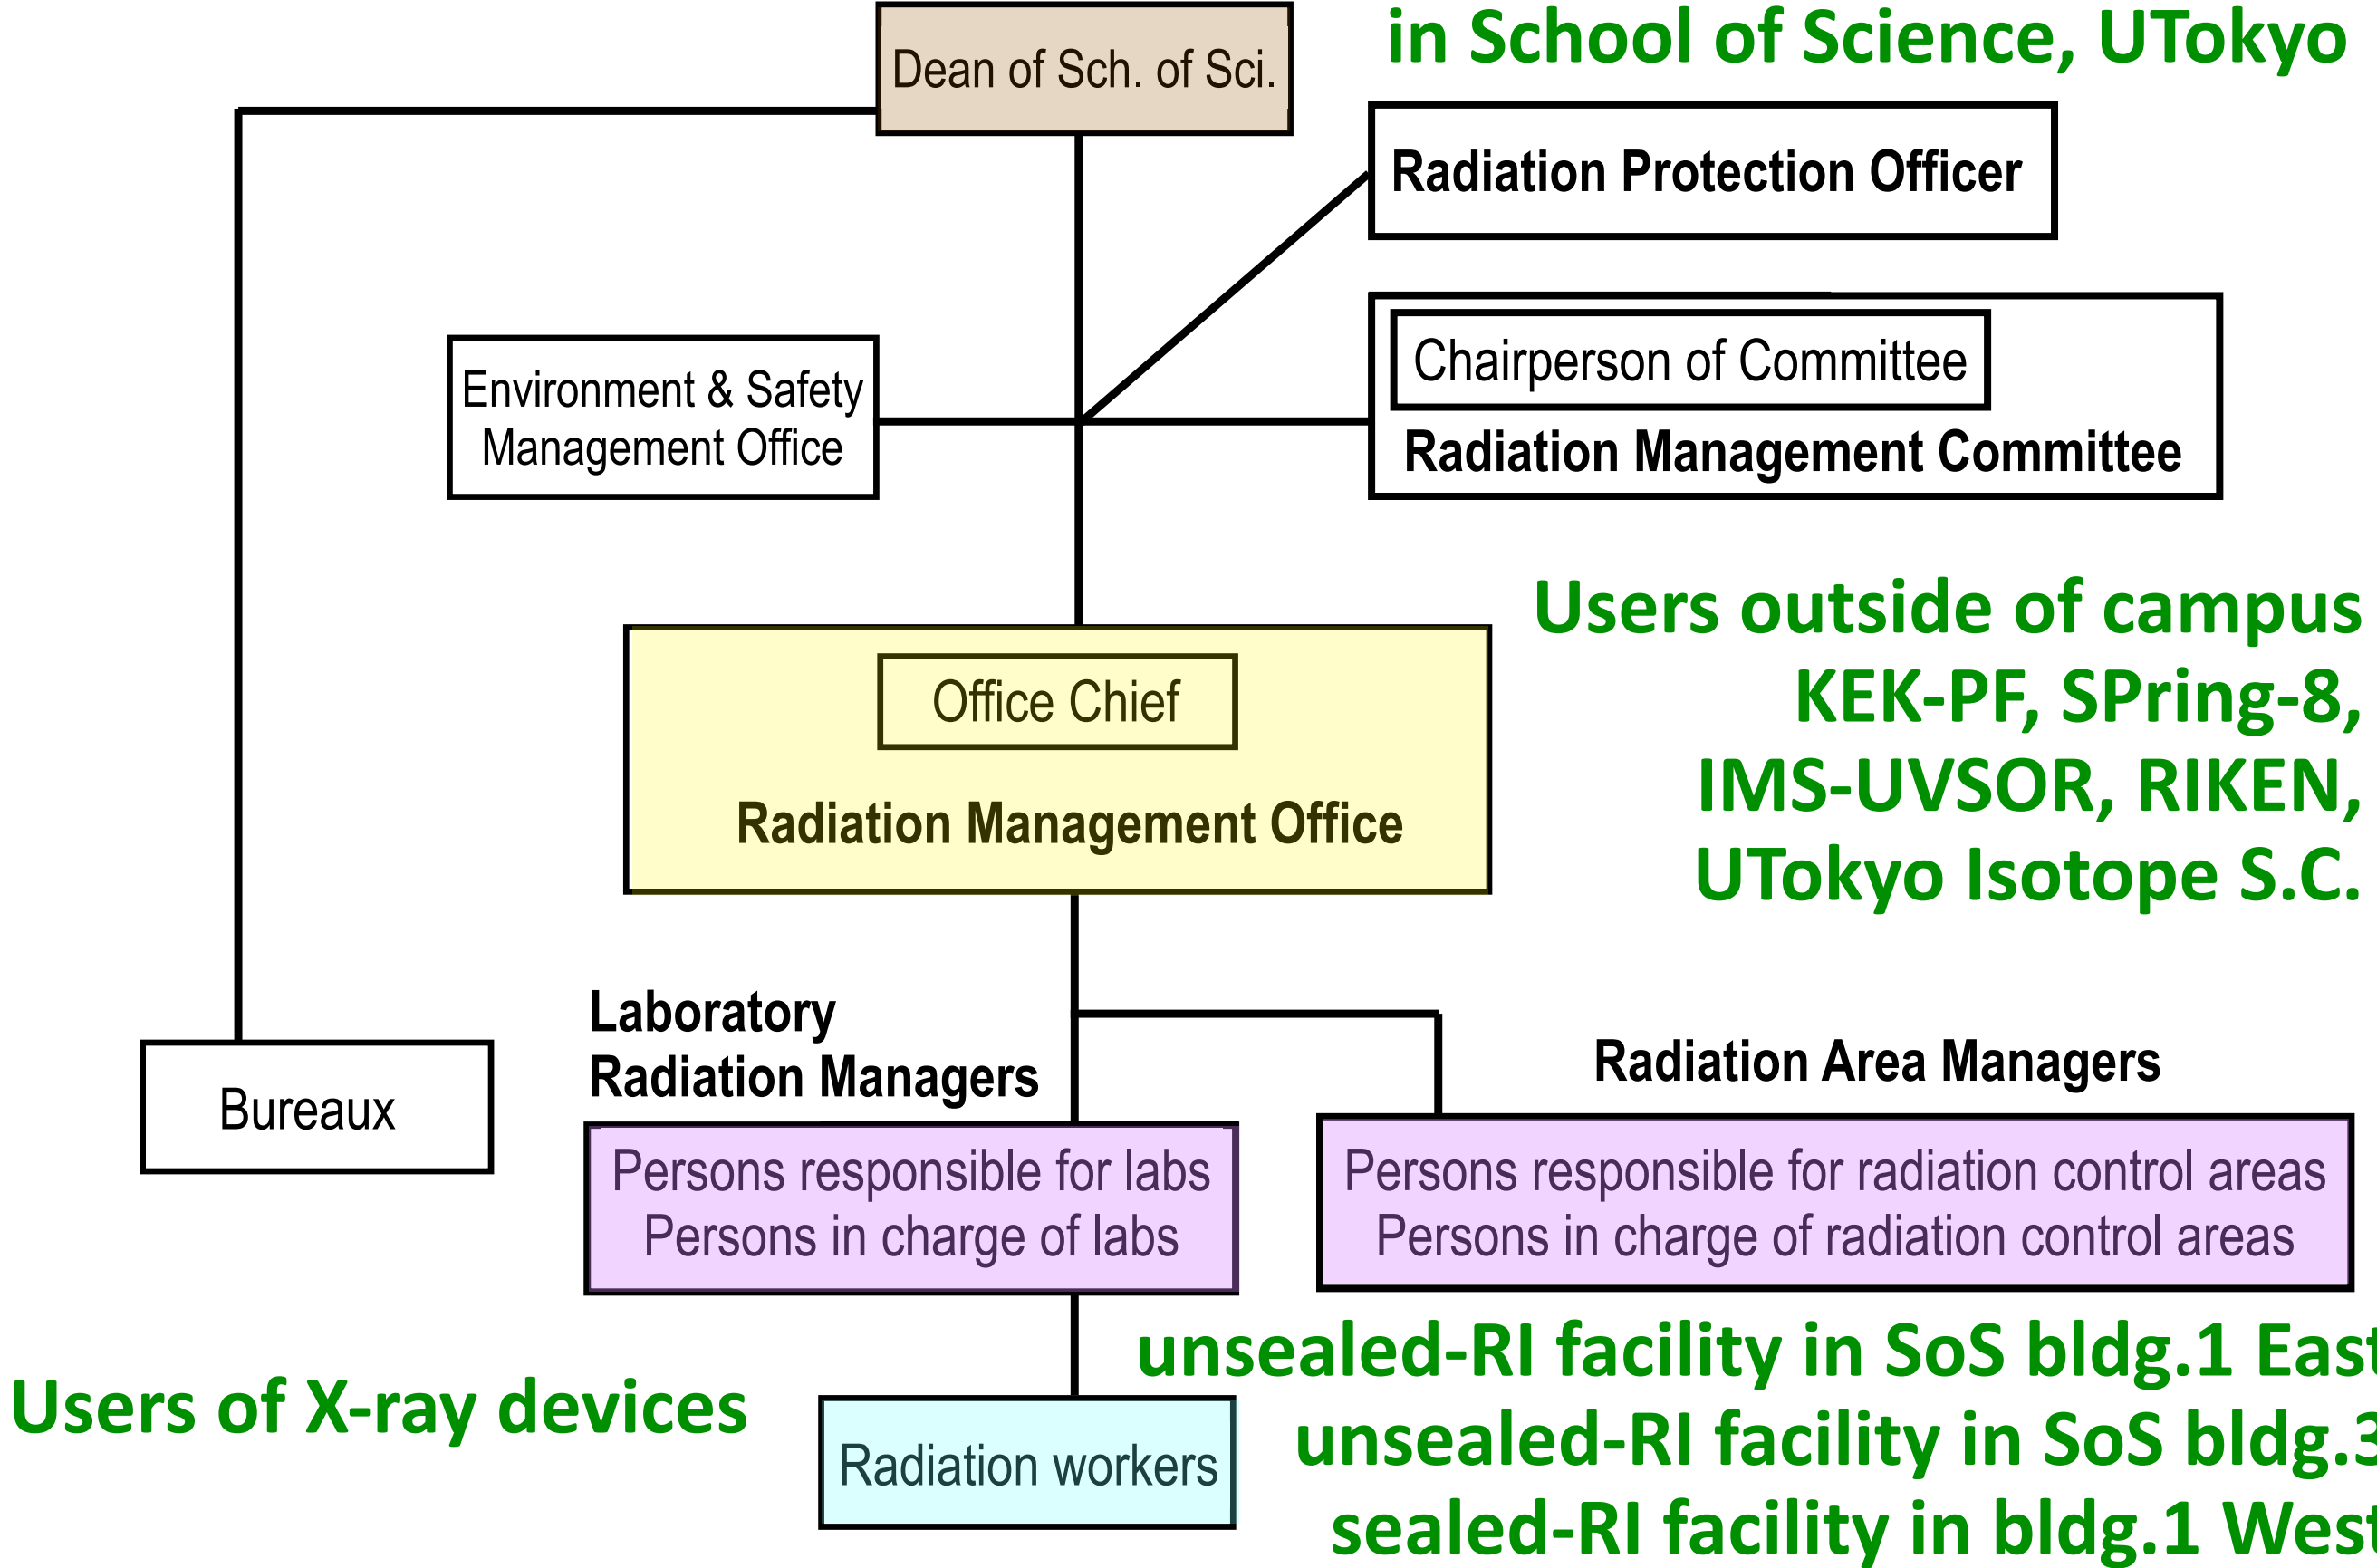 in School of Science, UTokyo
Dean of Sch. of Sci.
Radiation Protection Officer
Chairperson of Committee
Radiation Management Committee
Environment & Safety
Management Office
Users outside of campus
KEK-PF, SPring-8,
IMS-UVSOR, RIKEN,
UTokyo Isotope S.C.
Office Chief
Radiation Management Office
Laboratory
Radiation Managers
Radiation Area Managers
Bureaux
Persons responsible for labs
Persons in charge of labs
Persons responsible for radiation control areas
Persons in charge of radiation control areas
unsealed-RI facility in SoS bldg.1 East
unsealed-RI facility in SoS bldg.3
sealed-RI facility in bldg.1 West
Users of X-ray devices
Radiation workers